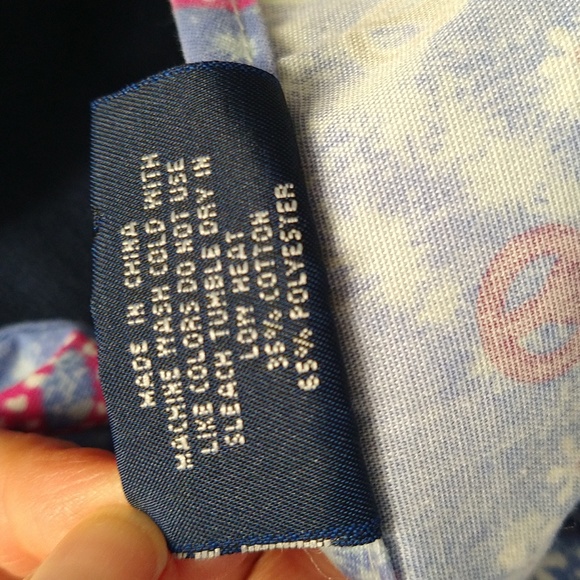 MADE IN CHINA
MACHINE WASH COLD WITH
LIKE COLORS DO NOT USE
BLEACH TUMBLE DRY IN
LOW HEAT
35% COTTON
65% POLYESTER